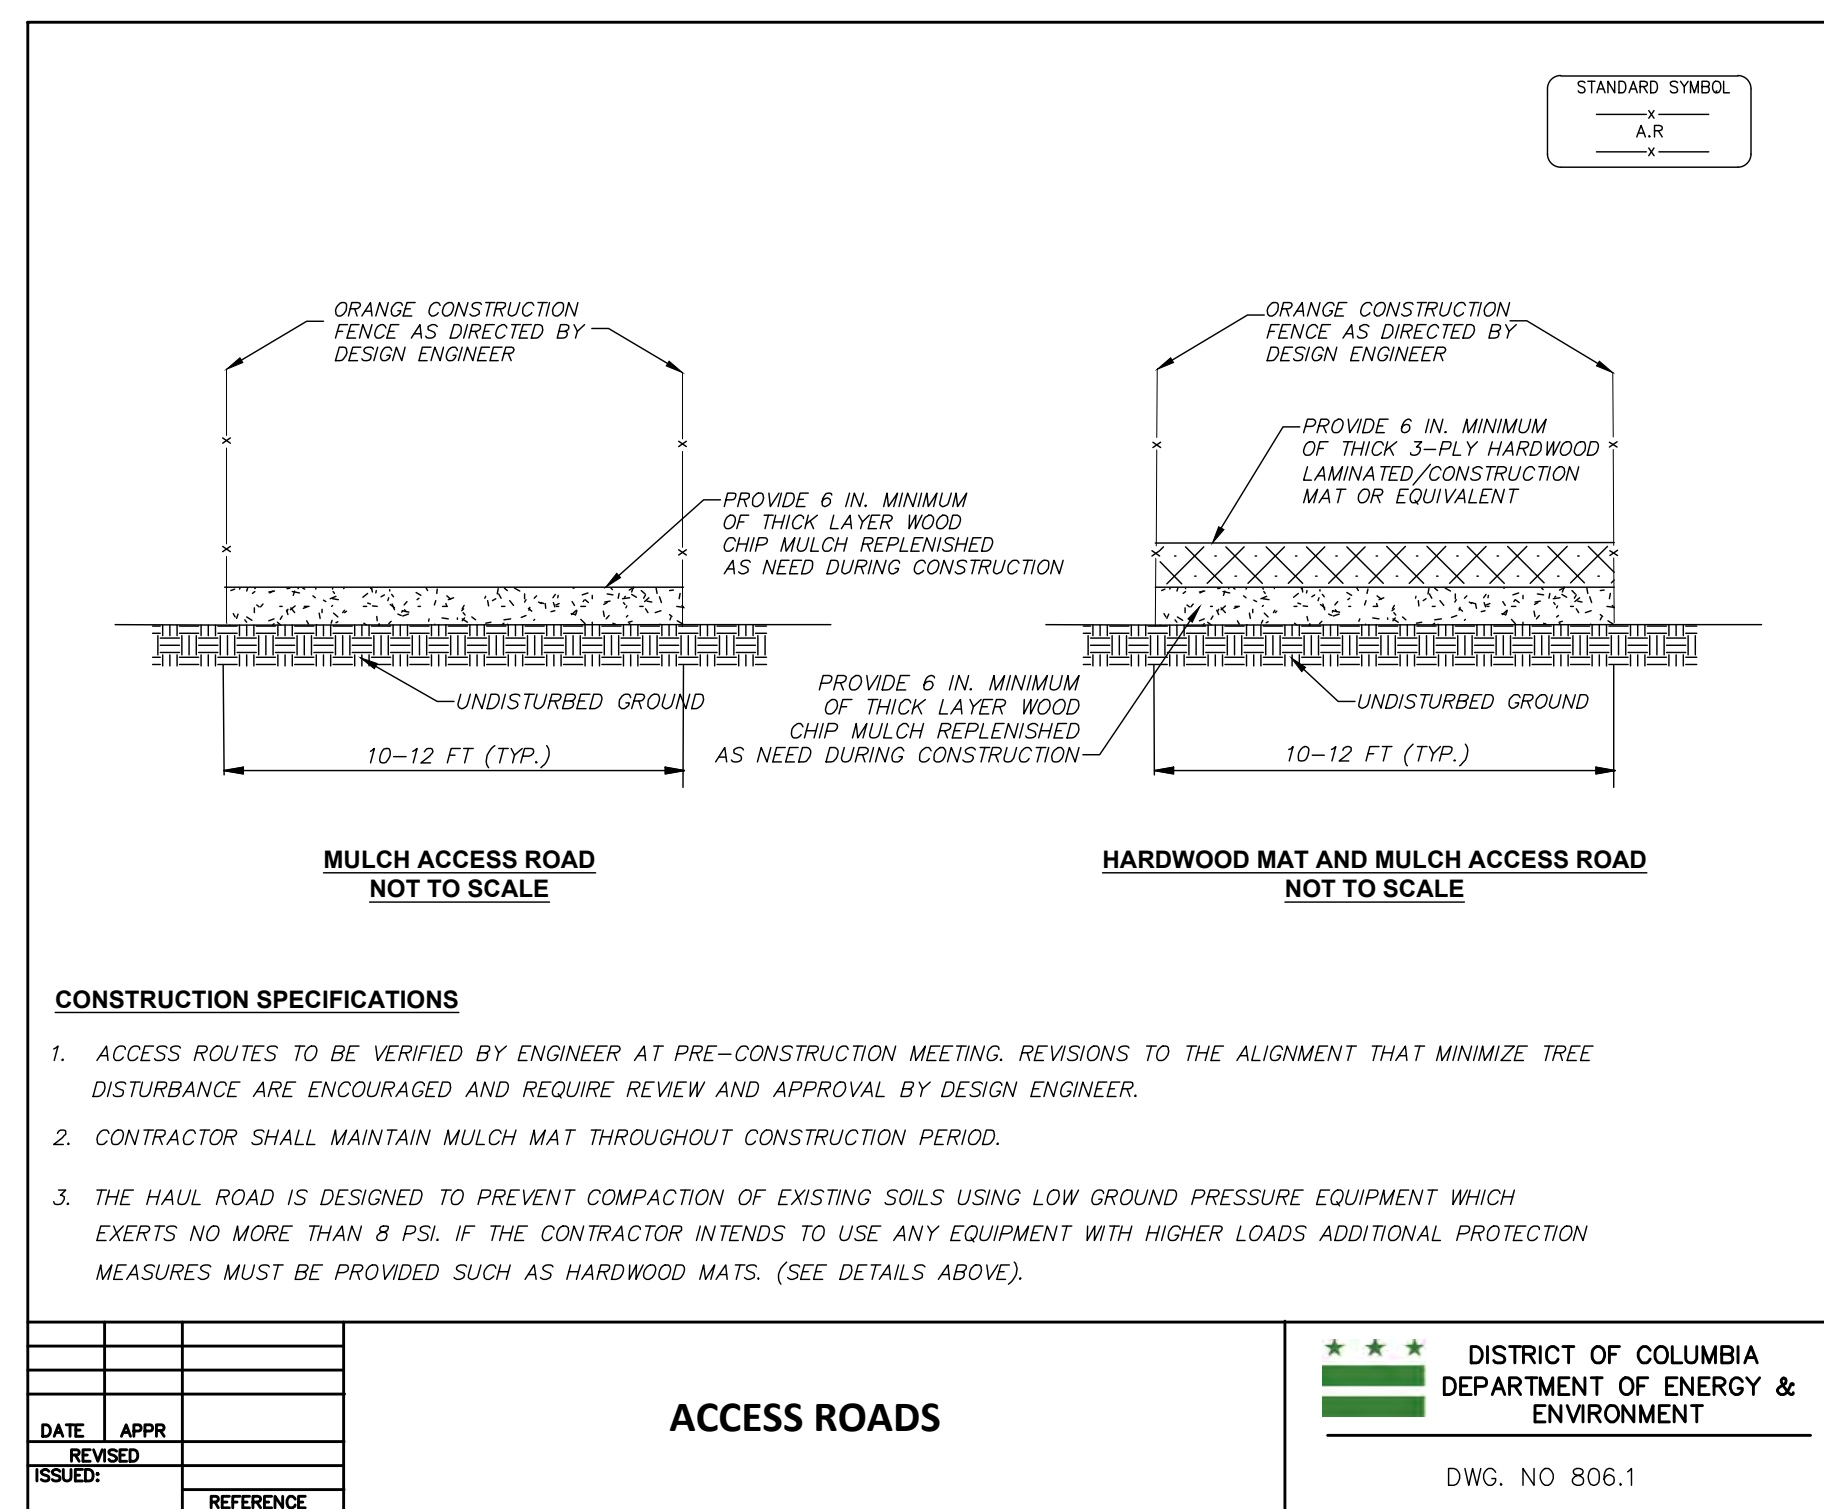 STANDARD SYMBOL
x
A.R
x
ORANGE CONSTRUCTION
FENCE AS DIRECTED BY
DESIGN ENGINEER
x
x
x
x
PROVIDE 6 IN. MINIMUM
OF THICK LAYER WOOD
CHIP MULCH REPLENISHED
AS NEED DURING CONSTRUCTION
UNDISTURBED GROUND
10-12 FT (TYP.)
MULCH ACCESS ROAD
NOT TO SCALE
ORANGE CONSTRUCTION
FENCE AS DIRECTED BY
DESIGN ENGINEER
PROVIDE 6 IN. MINIMUM
OF THICK 3-PLY HARDWOOD
LAMINATED/CONSTRUCTION
MAT OR EQUIVALENT
x
x
x
x
PROVIDE 6 IN. MINIMUM
OF THICK LAYER WOOD
CHIP MULCH REPLENISHED
AS NEED DURING CONSTRUCTION
UNDISTURBED GROUND
10-12 FT (TYP.)
HARDWOOD MAT AND MULCH ACCESS ROAD
NOT TO SCALE
CONSTRUCTION SPECIFICATIONS
1. ACCESS ROUTES TO BE VERIFIED BY ENGINEER AT PRE-CONSTRUCTION MEETING. REVISIONS TO THE ALIGNMENT THAT MINIMIZE TREE
DISTURBANCE ARE ENCOURAGED AND REQUIRE REVIEW AND APPROVAL BY DESIGN ENGINEER.
2. CONTRACTOR SHALL MAINTAIN MULCH MAT THROUGHOUT CONSTRUCTION PERIOD.
3. THE HAUL ROAD IS DESIGNED TO PREVENT COMPACTION OF EXISTING SOILS USING LOW GROUND PRESSURE EQUIPMENT WHICH
EXERTS NO MORE THAN 8 PSI. IF THE CONTRACTOR INTENDS TO USE ANY EQUIPMENT WITH HIGHER LOADS ADDITIONAL PROTECTION
MEASURES MUST BE PROVIDED SUCH AS HARDWOOD MATS. (SEE DETAILS ABOVE).
DATE APPR
REVISED
ISSUED:
REFERENCE
ACCESS ROADS
DISTRICT OF COLUMBIA
DEPARTMENT OF ENERGY &
ENVIRONMENT
DWG. NO 806.1